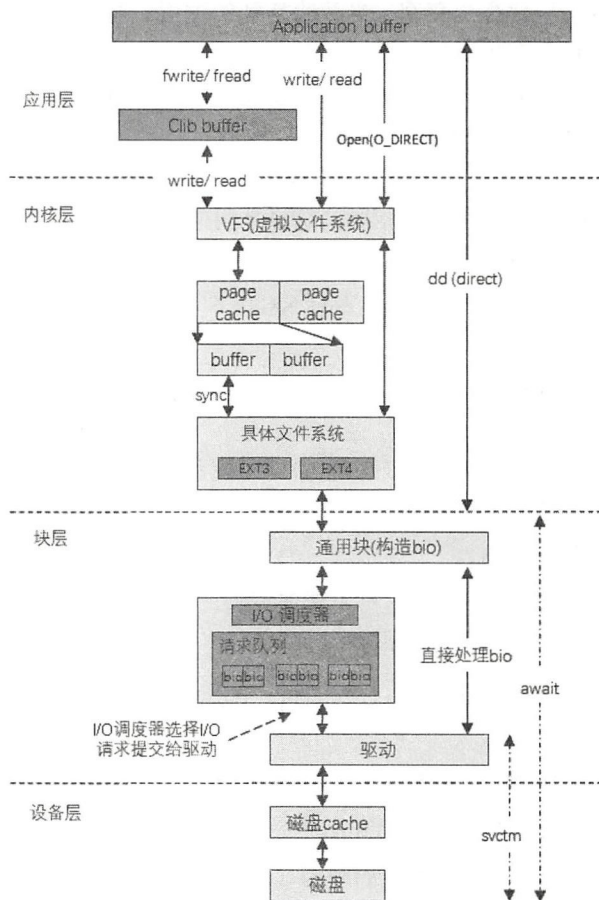 Application buffer
fwrite/ fread
write/ read
应用层
Clib buffer
Open(O_DIRECT)
write/ read
内核层
VFS(虚拟文件系统)
dd (direct)
page cache
page cache
buffer
buffer
sync
具体文件系统
EXT3
EXT4
块层
通用块(构造bio)
I/O 调度器
请求队列
bio
bio
bio
bio
bio
bio
直接处理bio
await
I/O调度器选择I/O
请求提交给驱动
驱动
设备层
磁盘cache
svctm
磁盘